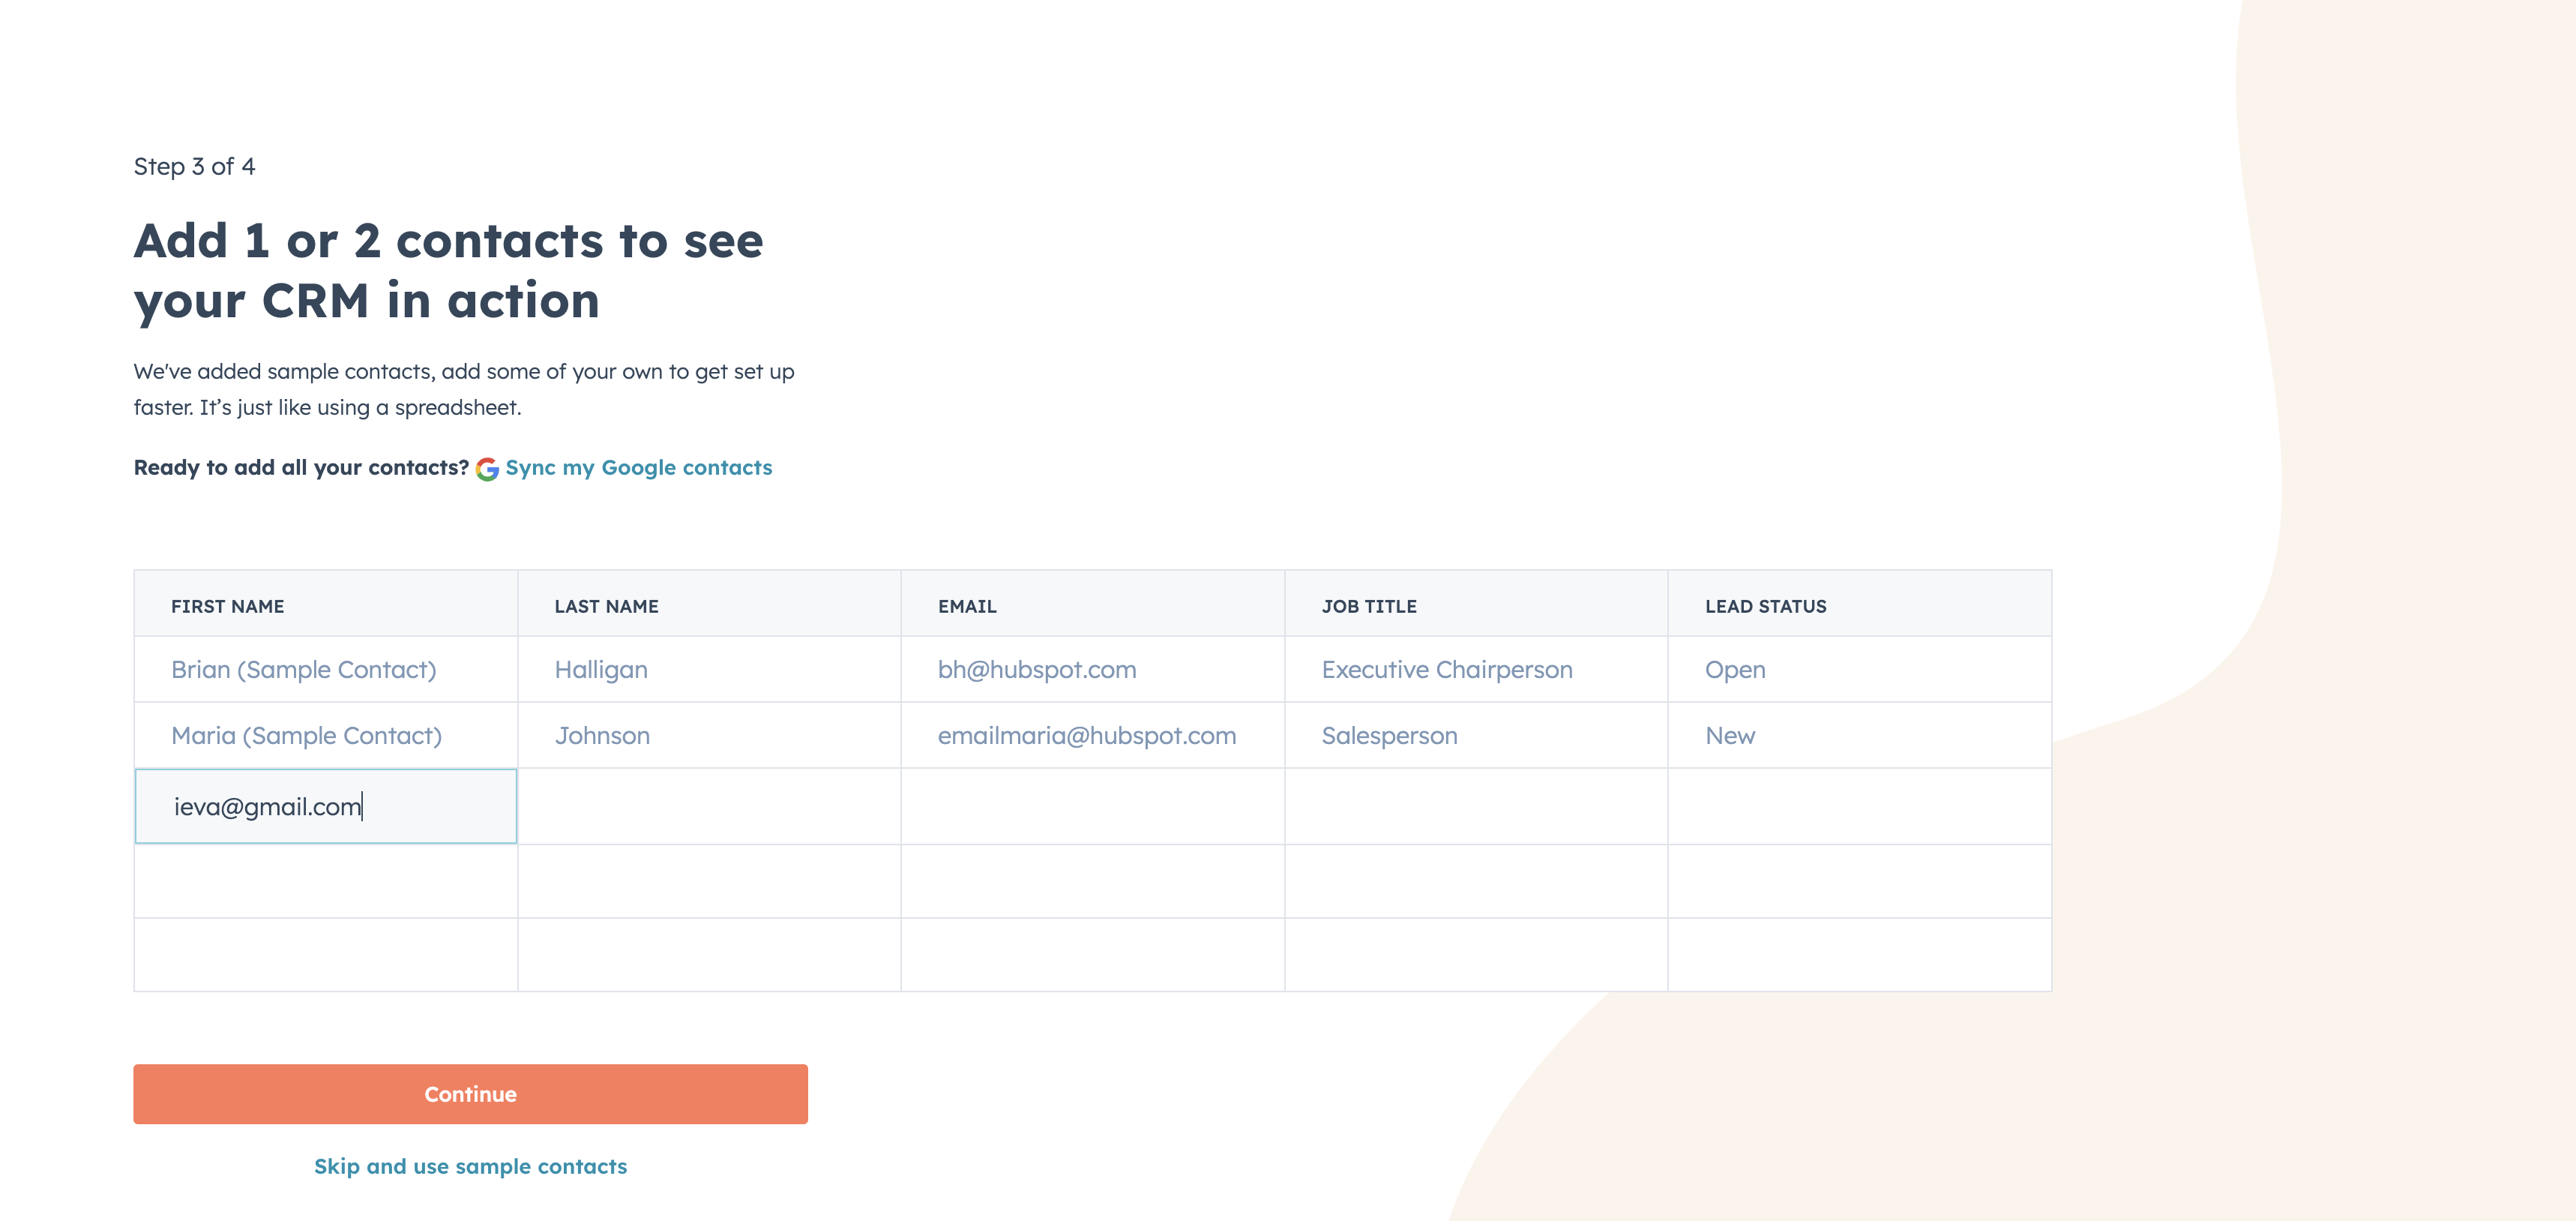 Step 3 of 4
Add 1 or 2 contacts to see
your CRM in action
We've added sample contacts, add some of your own to get set up
faster. It’s just like using a spreadsheet.
Ready to add all your contacts? Sync my Google contacts
FIRST NAME LAST NAME EMAIL JOB TITLE LEAD STATUS
Brian (Sample Contact) Halligan bh@hubspot.com Executive Chairperson Open
Maria (Sample Contact) Johnson emailmaria@hubspot.com Salesperson New
ieva@gmail.com
Continue
Skip and use sample contacts